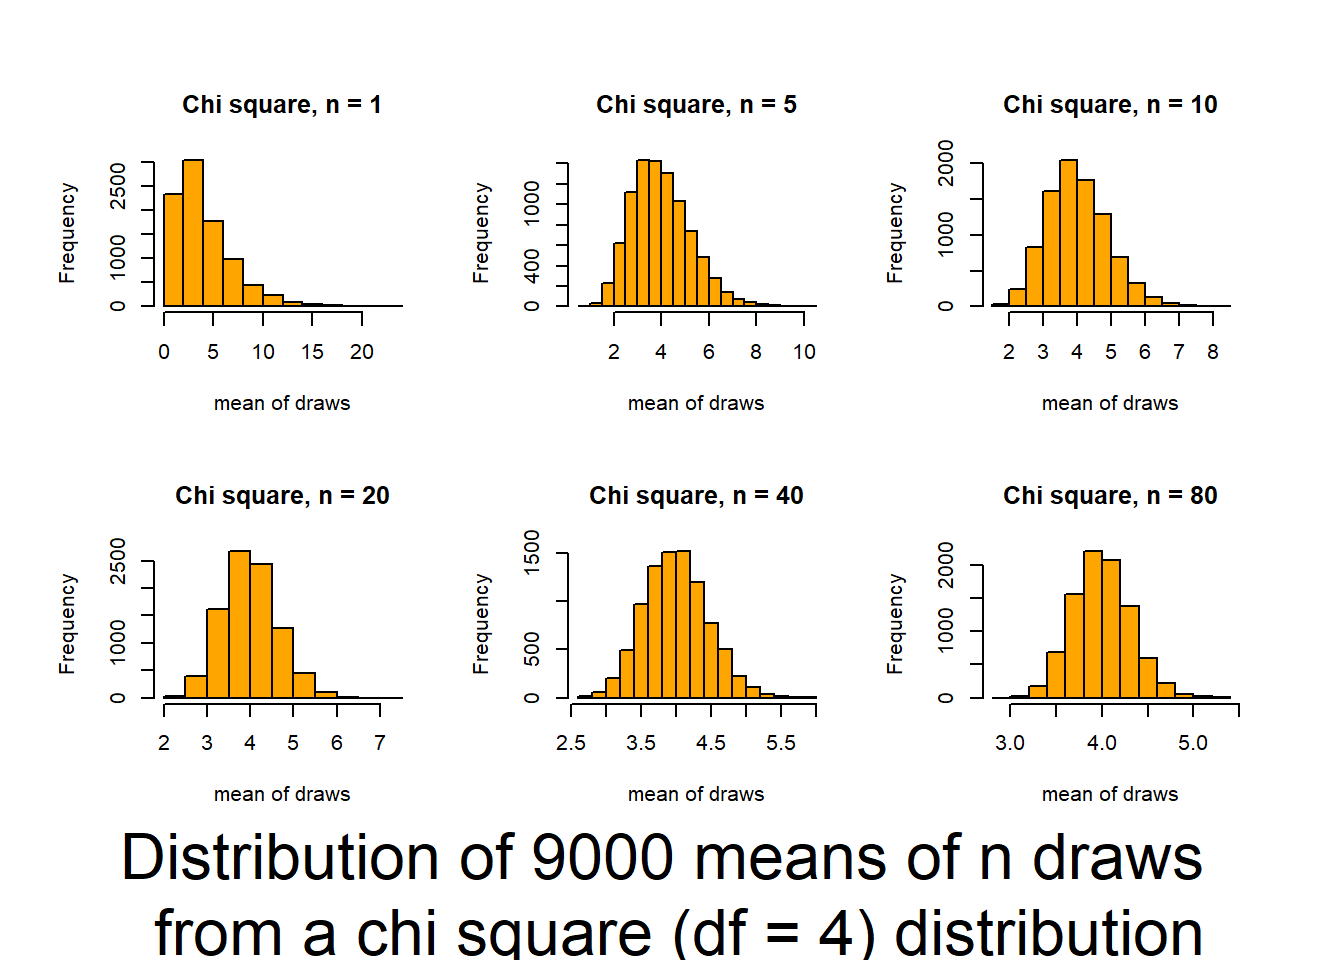 Chi square, n = 1
Frequency
0 1000 2500
0 5 10 15 20
mean of draws
Chi square, n = 5
Frequency
0 400 1000
2 4 6 8 10
mean of draws
Chi square, n = 10
Frequency
0 1000 2000
2 3 4 5 6 7 8
mean of draws
Chi square, n = 20
Frequency
0 1000 2500
2 3 4 5 6 7
mean of draws
Chi square, n = 40
Frequency
0 500 1500
2.5 3.5 4.5 5.5
mean of draws
Chi square, n = 80
Frequency
0 1000 2000
3.0 4.0 5.0
mean of draws
Distribution of 9000 means of n draws
from a chi square (df = 4) distribution